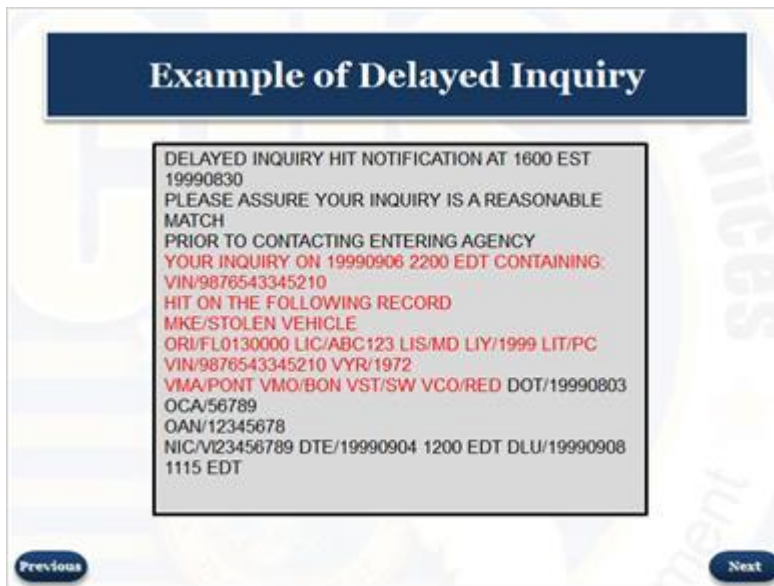 Example of Delayed Inquiry
DELAYED INQUIRY HIT NOTIFICATION AT 1600 EST
19990830
PLEASE ASSURE YOUR INQUIRY IS A REASONABLE
MATCH
PRIOR TO CONTACTING ENTERING AGENCY
YOUR INQUIRY ON 19990906 2200 EDT CONTAINING:
VIN/9876543345210
HIT ON THE FOLLOWING RECORD
MKE/STOLEN VEHICLE
ORI/FL0130000 LIC/ABC123 LIS/MD LIY/1999 LIT/PC
VIN/9876543345210 VYR/1972
VMA/PONT VMO/BON VST/SW VCO/RED DOT/19990803
OCA/56789
OAN/12345678
NIC/VI23456789 DTE/19990904 1200 EDT DLU/19990908
1115 EDT
Previous
Next